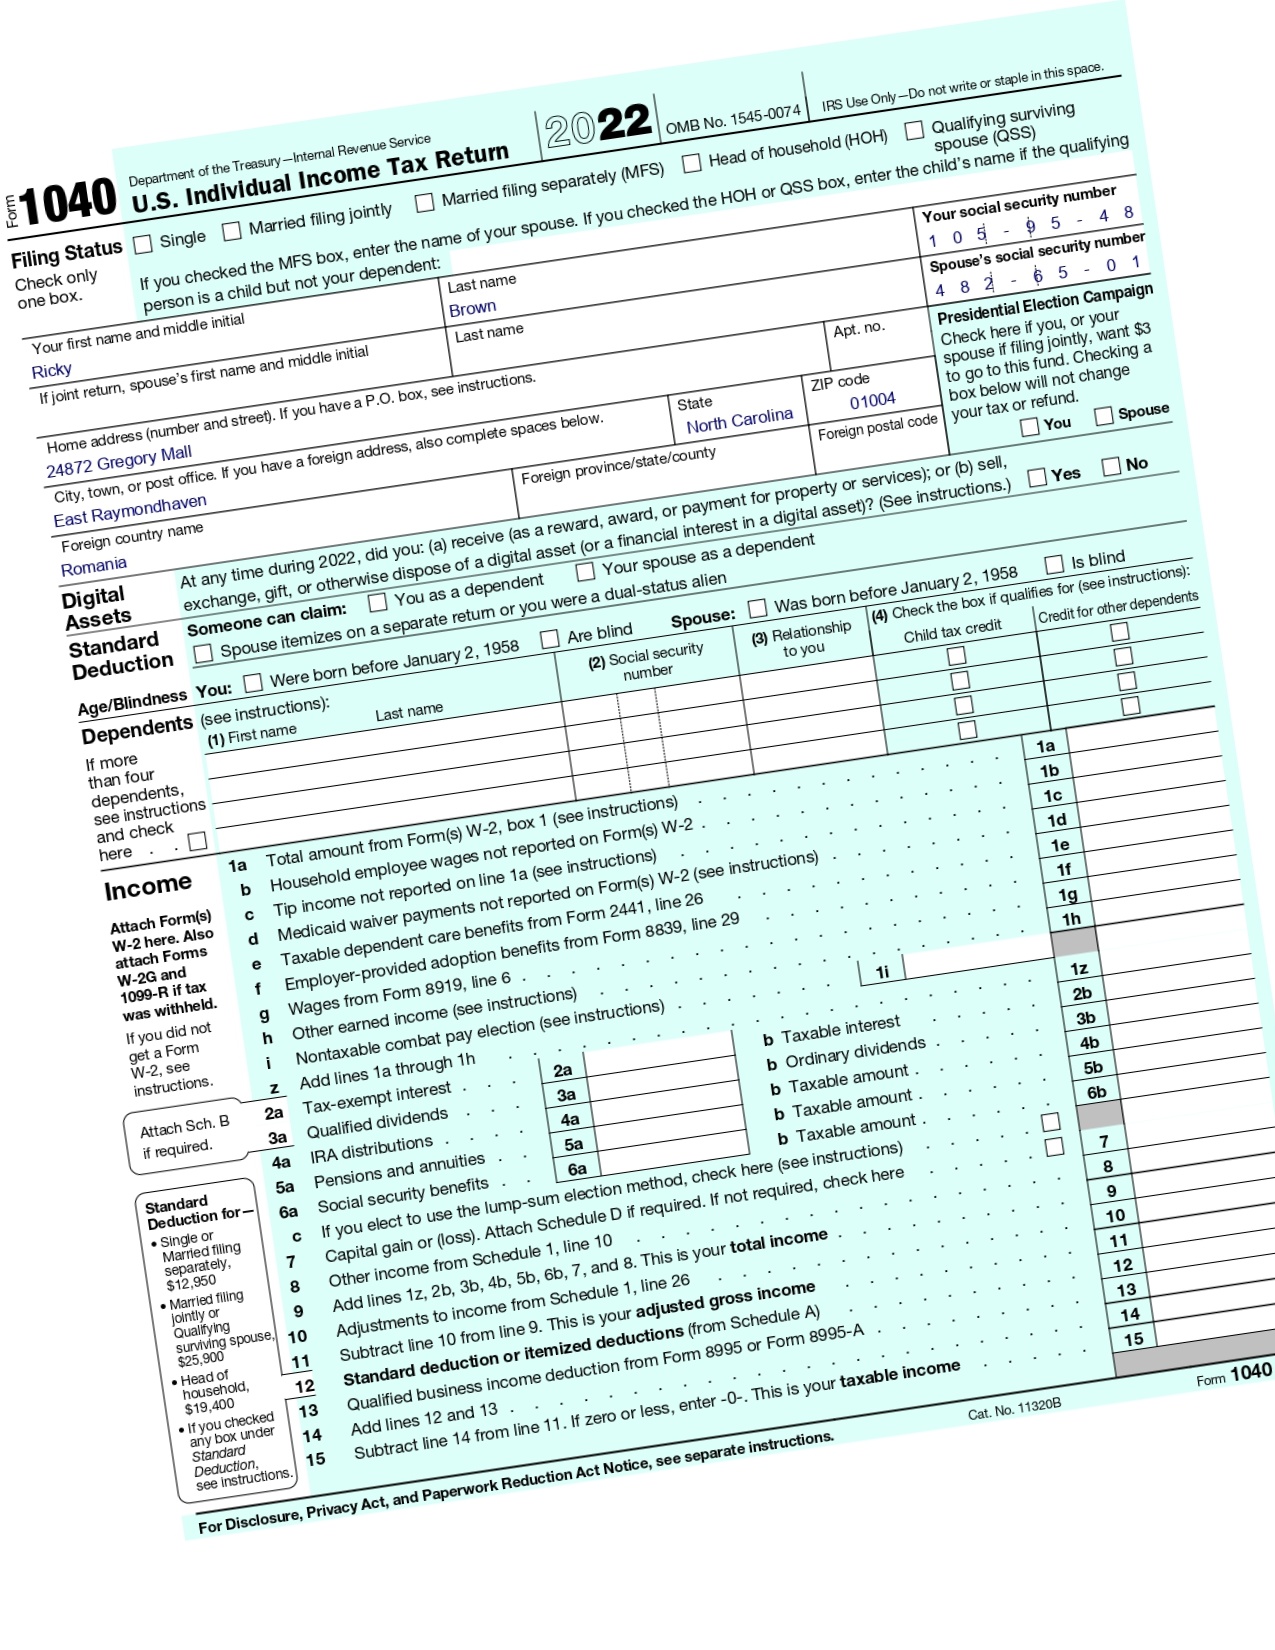 Form 1040
Department of the Treasury—Internal Revenue Service
U.S. Individual Income Tax Return
2022
OMB No. 1545-0074
IRS Use Only—Do not write or staple in this space.
Filing Status
Check only
one box.
Single
Married filing jointly
Married filing separately (MFS)
Head of household (HOH)
Qualifying surviving
spouse (QSS)
If you checked the MFS box, enter the name of your spouse. If you checked the HOH or QSS box, enter the child's name if the qualifying
person is a child but not your dependent:
Your first name and middle initial
Ricky
Last name
Brown
Your social security number
105-95-48
If joint return, spouse's first name and middle initial
Last name
Spouse's social security number
482-65-01
Home address (number and street). If you have a P.O. box, see instructions.
24872 Gregory Mall
Apt. no.
City, town, or post office. If you have a foreign address, also complete spaces below.
East Raymondhaven
State
North Carolina
ZIP code
01004
Foreign country name
Romania
Foreign province/state/county
Foreign postal code
Presidential Election Campaign
Check here if you, or your
spouse if filing jointly, want $3
to go to this fund. Checking a
box below will not change
your tax or refund.
You
Spouse
Digital
Assets
At any time during 2022, did you: (a) receive (as a reward, award, or payment for property or services); or (b) sell,
exchange, gift, or otherwise dispose of a digital asset (or a financial interest in a digital asset)? (See instructions.)
Yes
No
Standard
Deduction
Someone can claim:
You as a dependent
Your spouse as a dependent
Spouse itemizes on a separate return or you were a dual-status alien
Age/Blindness
You:
Were born before January 2, 1958
Are blind
Spouse:
Was born before January 2, 1958
Is blind
Dependents (see instructions):
(1) First name
Last name
(2) Social security
number
(3) Relationship
to you
(4) Check the box if qualifies for (see instructions):
Child tax credit
Credit for other dependents
If more
than four
dependents,
see instructions
and check
here . .
Income
Attach Form(s)
W-2 here. Also
attach Forms
W-2G and
1099-R if tax
was withheld.
If you did not
get a Form
W-2, see
instructions.
1a Total amount from Form(s) W-2, box 1 (see instructions) 1a
b Household employee wages not reported on Form(s) W-2 1b
c Tip income not reported on line 1a (see instructions) 1c
d Medicaid waiver payments not reported on Form(s) W-2 (see instructions) 1d
e Taxable dependent care benefits from Form 2441, line 26 1e
f Employer-provided adoption benefits from Form 8839, line 29 1f
g Wages from Form 8919, line 6 1g
h Other earned income (see instructions) 1h
i Nontaxable combat pay election (see instructions) 1i
z Add lines 1a through 1h 1z
Attach Sch. B
if required.
2a Tax-exempt interest 2a b Taxable interest 2b
3a Qualified dividends 3a b Ordinary dividends 3b
4a IRA distributions 4a b Taxable amount 4b
5a Pensions and annuities 5a b Taxable amount 5b
6a Social security benefits 6a b Taxable amount 6b
c If you elect to use the lump-sum election method, check here (see instructions)
7 Capital gain or (loss). Attach Schedule D if required. If not required, check here 7
8 Other income from Schedule 1, line 10 8
9 Add lines 1z, 2b, 3b, 4b, 5b, 6b, 7, and 8. This is your total income 9
10 Adjustments to income from Schedule 1, line 26 10
11 Subtract line 10 from line 9. This is your adjusted gross income 11
12 Standard deduction or itemized deductions (from Schedule A) 12
13 Qualified business income deduction from Form 8995 or Form 8995-A 13
14 Add lines 12 and 13 14
15 Subtract line 14 from line 11. If zero or less, enter -0-. This is your taxable income 15
Standard
Deduction for—
• Single or
Married filing
separately,
$12,950
• Married filing
jointly or
Qualifying
surviving spouse,
$25,900
• Head of
household,
$19,400
• If you checked
any box under
Standard
Deduction,
see instructions.
For Disclosure, Privacy Act, and Paperwork Reduction Act Notice, see separate instructions.
Cat. No. 11320B
Form 1040